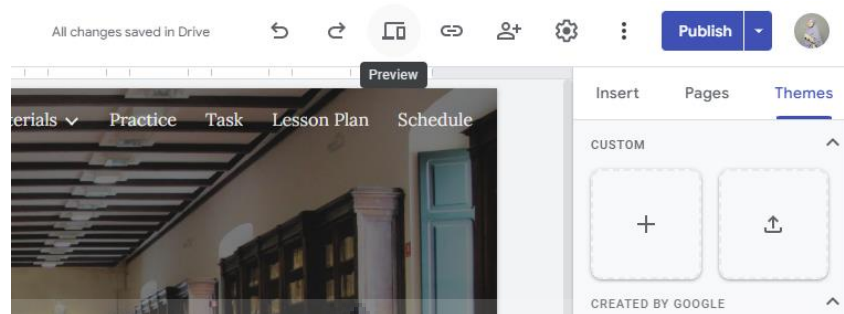 All changes saved in Drive
Publish
Preview
Insert Pages Themes
erials Practice Task Lesson Plan Schedule
CUSTOM
CREATED BY GOOGLE